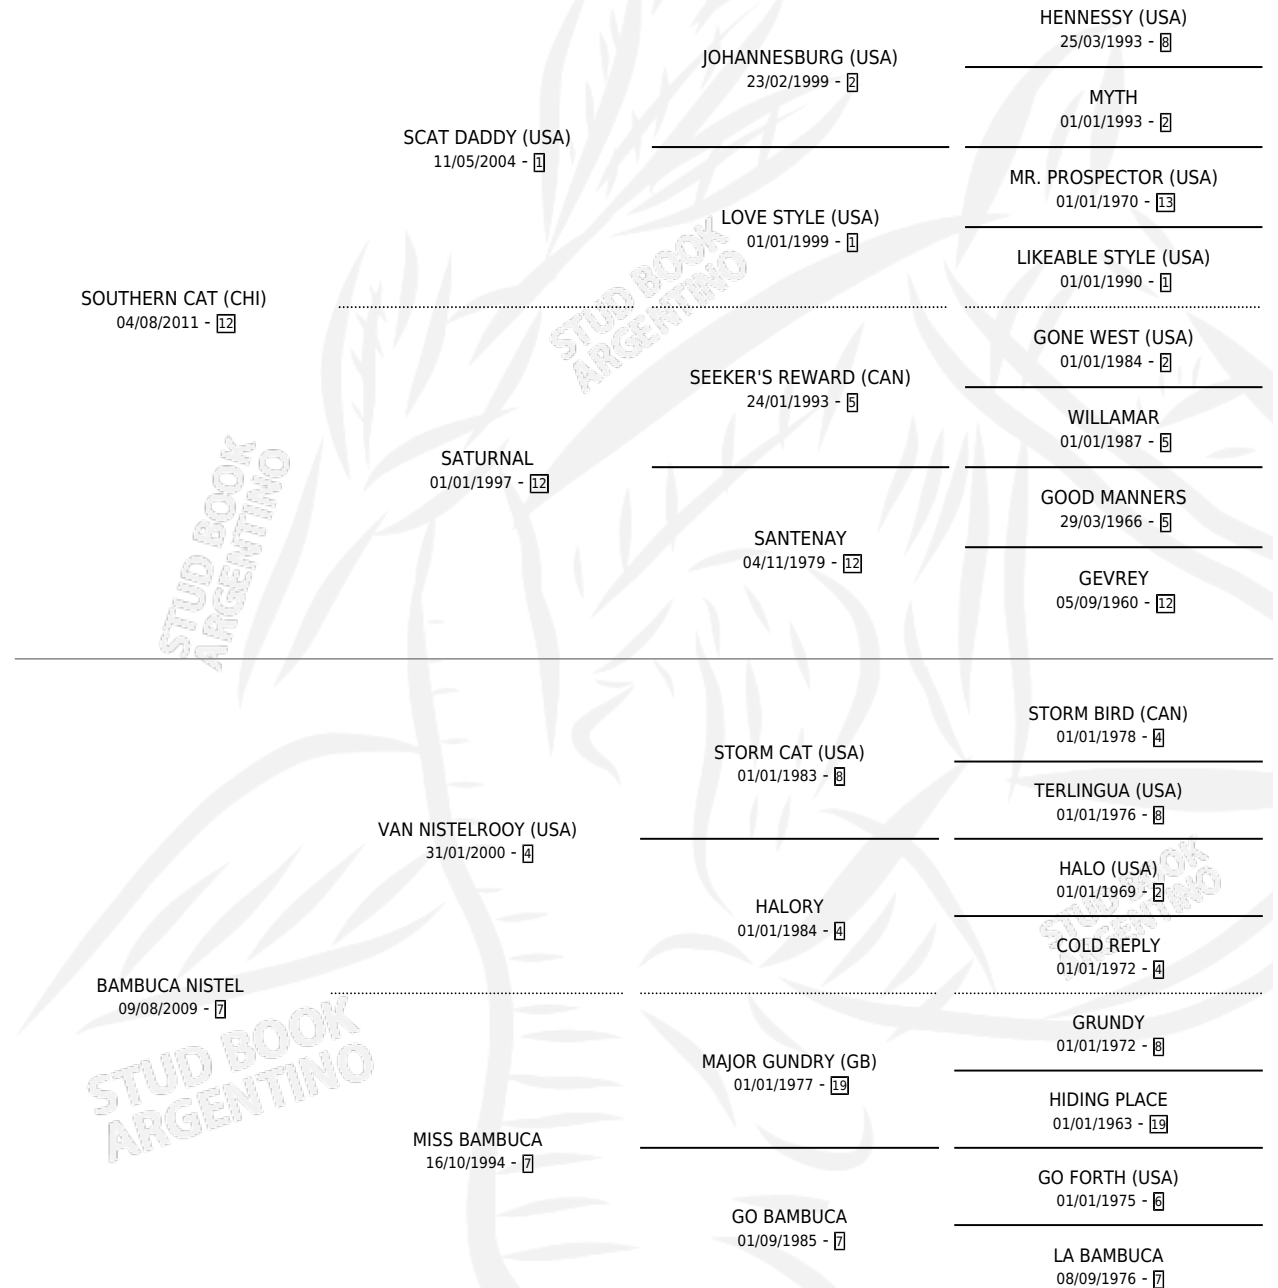 HENNESSY (USA)
25/03/1993 - 8
JOHANNESBURG (USA)
23/02/1999 - 2
MYTH
01/01/1993 - 2
SCAT DADDY (USA)
11/05/2004 - 1
MR. PROSPECTOR (USA)
01/01/1970 - 13
LOVE STYLE (USA)
01/01/1999 - 1
LIKEABLE STYLE (USA)
01/01/1990 - 1
SOUTHERN CAT (CHI)
04/08/2011 - 12
STUD BOOK
ARGENTINO
GONE WEST (USA)
01/01/1984 - 2
SEEKER'S REWARD (CAN)
24/01/1993 - 5
WILLAMAR
01/01/1987 - 5
SATURNAL
01/01/1997 - 12
GOOD MANNERS
29/03/1966 - 5
SANTENAY
04/11/1979 - 12
GEVREY
05/09/1960 - 12
STUD BOOK
ARGENTINO
STORM BIRD (CAN)
01/01/1978 - 4
STORM CAT (USA)
01/01/1983 - 8
TERLINGUA (USA)
01/01/1976 - 8
VAN NISTELROOY (USA)
31/01/2000 - 4
HALO (USA)
01/01/1969 - 2
HALORY
01/01/1984 - 4
COLD REPLY
01/01/1972 - 4
STUD BOOK
ARGENTINO
BAMBUCA NISTEL
09/08/2009 - 7
STUD BOOK
ARGENTINO
GRUNDY
01/01/1972 - 8
MAJOR GUNDRY (GB)
01/01/1977 - 19
HIDING PLACE
01/01/1963 - 19
MISS BAMBUCA
16/10/1994 - 7
GO FORTH (USA)
01/01/1975 - 6
GO BAMBUCA
01/09/1985 - 7
LA BAMBUCA
08/09/1976 - 7